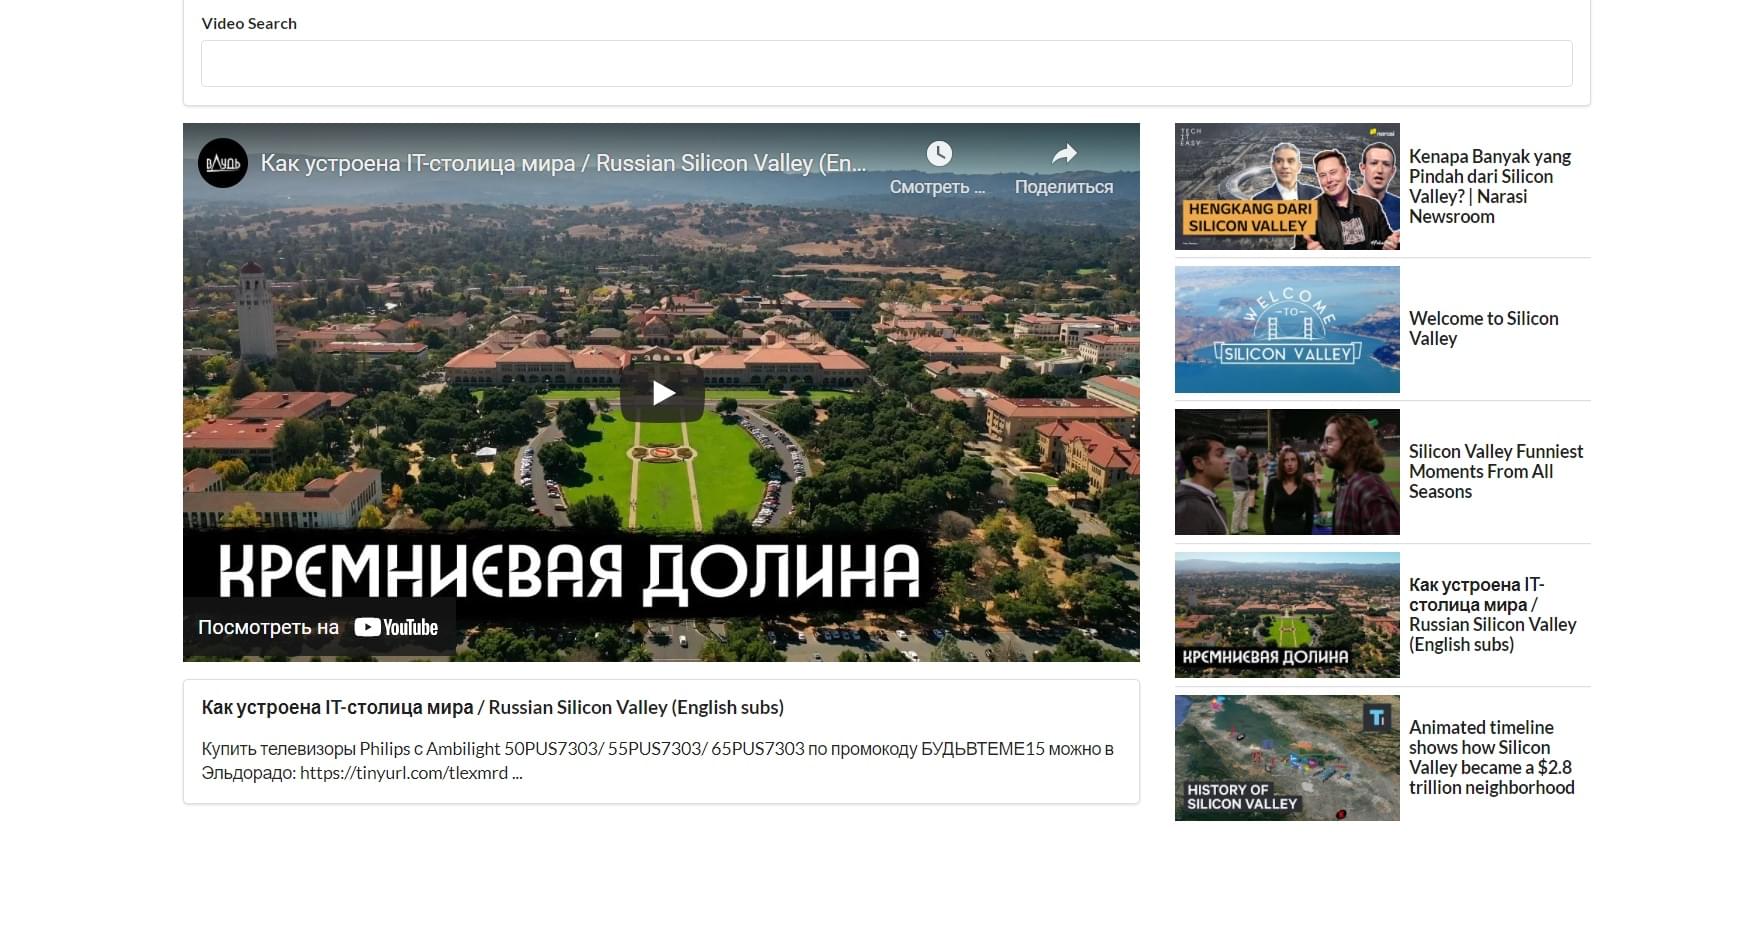 Video Search
вДудь
Как устроена IT-столица мира / Russian Silicon Valley (En...
Смотреть ...
Поделиться
КРЕМНИЕВАЯ ДОЛИНА
Посмотреть на YouTube
Как устроена IT-столица мира / Russian Silicon Valley (English subs)
Купить телевизоры Philips с Ambilight 50PUS7303/ 55PUS7303/ 65PUS7303 по промокоду БУДЬВТЕМЕ15 можно в
Эльдорадо: https://tinyurl.com/tlexmrd ...
TECH
IT
EASY
narasi
HENGKANG DARI
SILICON VALLEY
Kenapa Banyak yang
Pindah dari Silicon
Valley? | Narasi
Newsroom
WELCOME
TO
SILICON VALLEY
Welcome to Silicon
Valley
Silicon Valley Funniest
Moments From All
Seasons
КРЕМНИЕВАЯ ДОЛИНА
Как устроена IT-
столица мира /
Russian Silicon Valley
(English subs)
TI
HISTORY OF
SILICON VALLEY
Animated timeline
shows how Silicon
Valley became a $2.8
trillion neighborhood